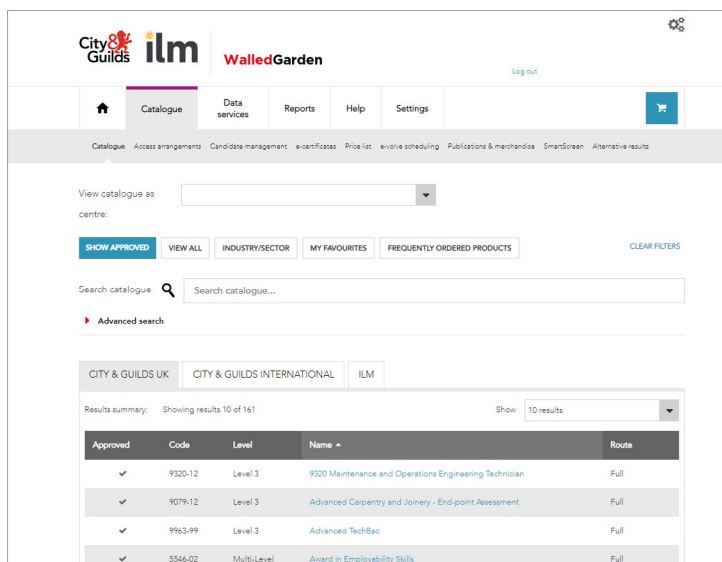 City&
Guilds
ilm
WalledGarden
Log out
Catalogue
Data
services
Reports
Help
Settings
Catalogue Access arrangements Candidate management e-certificates Price list e-volve scheduling Publications & merchandise SmartScreen Alternative results
View catalogue as
centre:
SHOW APPROVED VIEW ALL INDUSTRY/SECTOR MY FAVOURITES FREQUENTLY ORDERED PRODUCTS CLEAR FILTERS
Search catalogue Search catalogue...
Advanced search
CITY & GUILDS UK CITY & GUILDS INTERNATIONAL ILM
Results summary: Showing results 10 of 161 Show 10 results
Approved Code Level Name Route
9320-12 Level 3 9320 Maintenance and Operations Engineering Technician Full
9079-12 Level 3 Advanced Carpentry and Joinery - End-point Assessment Full
9963-99 Level 3 Advanced TechBac Full
5546-02 Multi-Level Award in Employability Skills Full